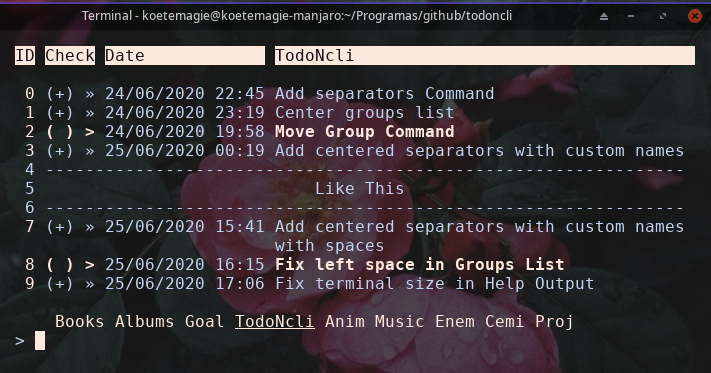 Terminal - koetemagie@koetemagie-manjaro:~/Programas/github/todoncli
ID Check Date TodoNcli
0 (+) » 24/06/2020 22:45 Add separators Command
1 (+) » 24/06/2020 23:19 Center groups list
2 ( ) > 24/06/2020 19:58 Move Group Command
3 (+) » 25/06/2020 00:19 Add centered separators with custom names
4 ----------------------------------------------------------------
5 Like This
6 ----------------------------------------------------------------
7 (+) » 25/06/2020 15:41 Add centered separators with custom names
with spaces
8 ( ) > 25/06/2020 16:15 Fix left space in Groups List
9 (+) » 25/06/2020 17:06 Fix terminal size in Help Output
Books Albums Goal TodoNcli Anim Music Enem Cemi Proj
>